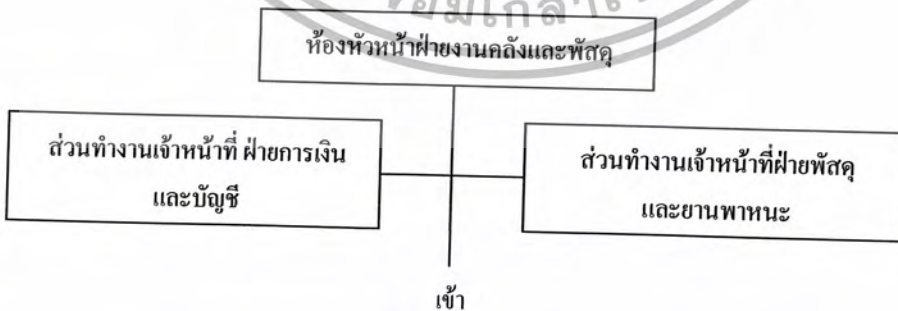 ห้องหัวหน้าฝ่ายงานคลังและพัสดุ
ส่วนทำงานเจ้าหน้าที่ ฝ่ายการเงิน
และบัญชี
ส่วนทำงานเจ้าหน้าที่ฝ่ายพัสดุ
และยานพาหนะ
เข้า